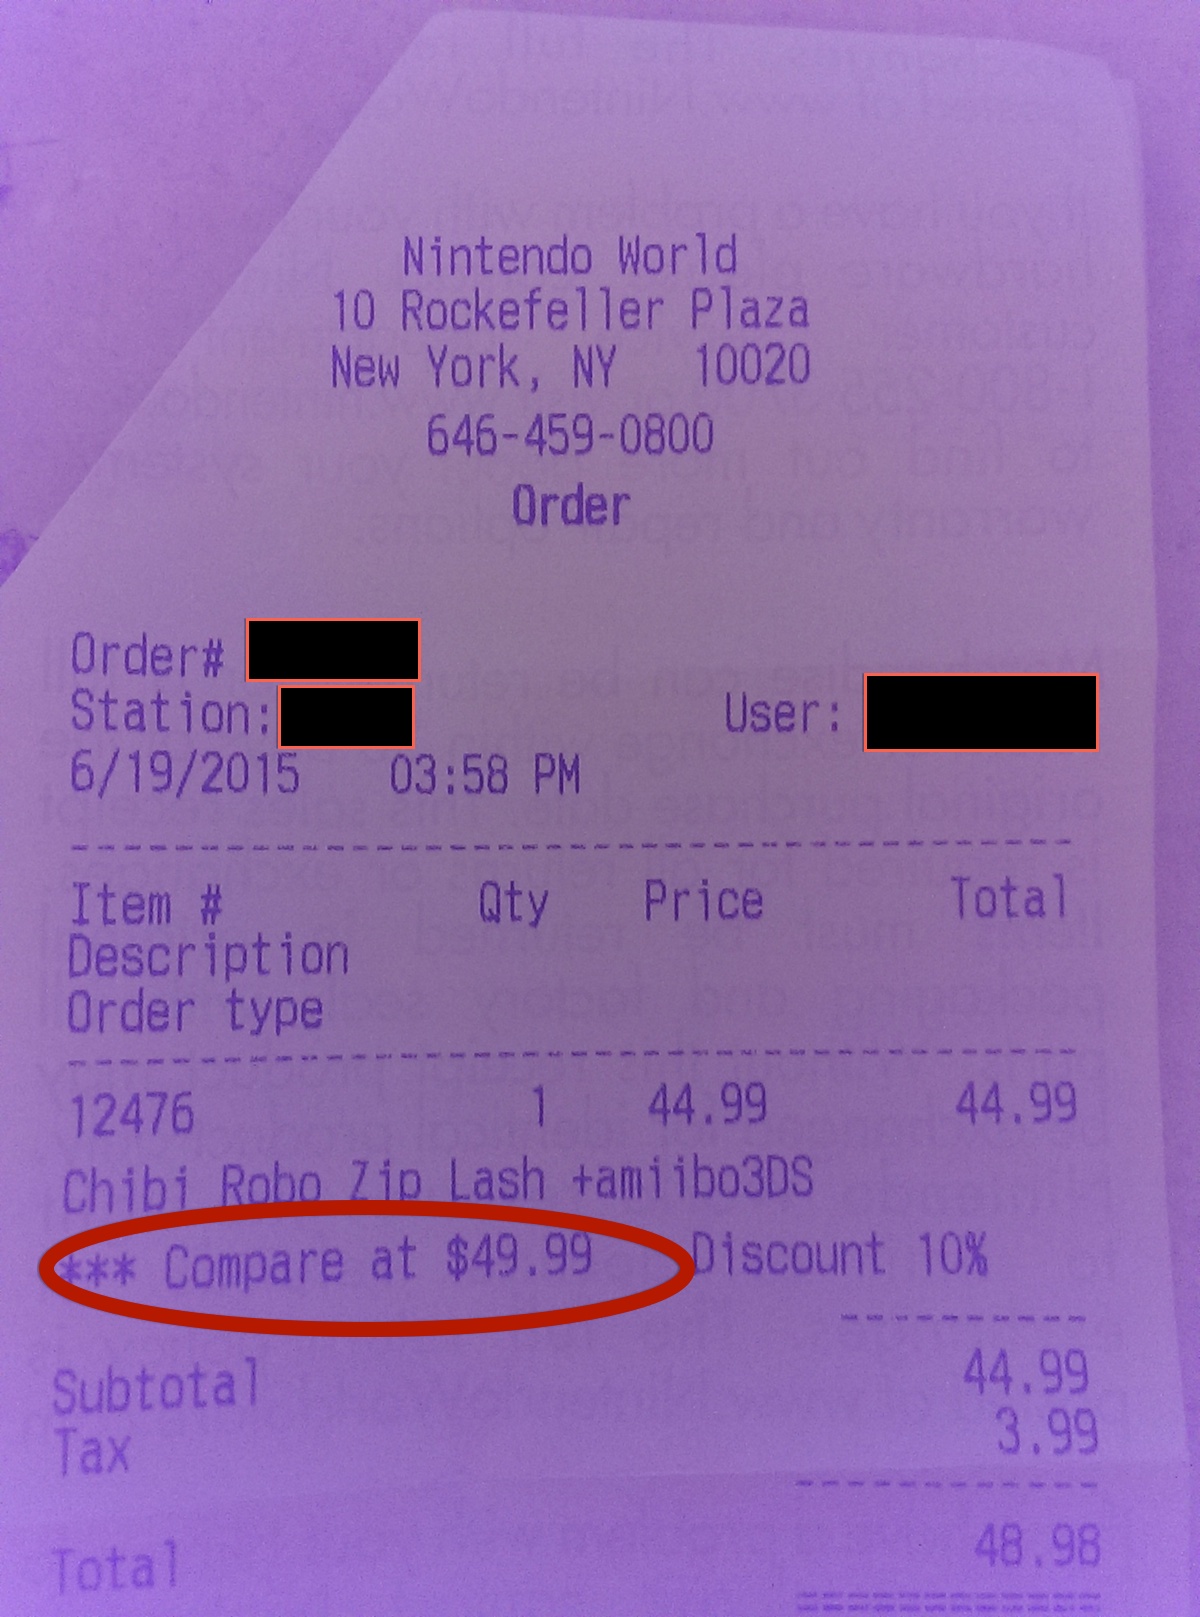 Nintendo World
10 Rockefeller Plaza
New York, NY 10020
646-459-0800
Order
Order#
Station: User:
6/19/2015 03:58 PM
Item # Qty Price Total
Description
Order type
12476 1 44.99 44.99
Chibi Robo Zip Lash +amiibo3DS
*** Compare at $49.99 Discount 10%
Subtotal 44.99
Tax 3.99
Total 48.98